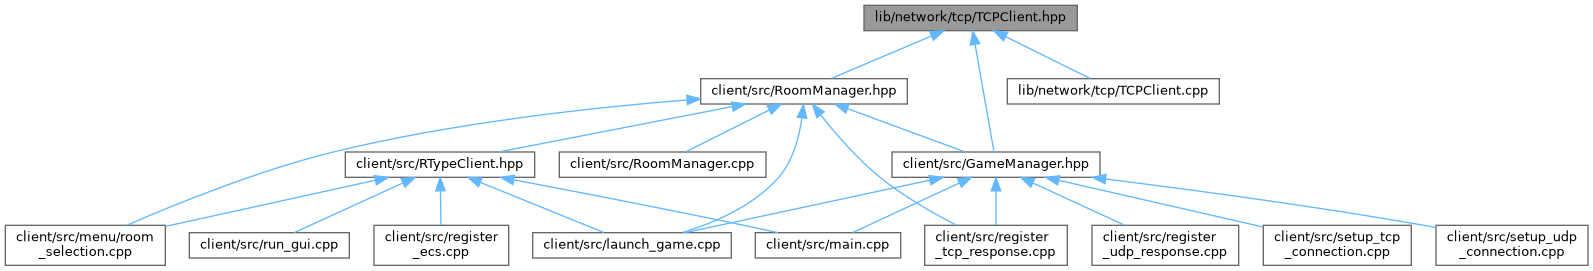 lib/network/tcp/TCPClient.hpp
client/src/RoomManager.hpp
lib/network/tcp/TCPClient.cpp
client/src/RTypeClient.hpp
client/src/RoomManager.cpp
client/src/GameManager.hpp
client/src/menu/room
_selection.cpp
client/src/run_gui.cpp
client/src/register
_ecs.cpp
client/src/launch_game.cpp
client/src/main.cpp
client/src/register
_tcp_response.cpp
client/src/register
_udp_response.cpp
client/src/setup_tcp
_connection.cpp
client/src/setup_udp
_connection.cpp